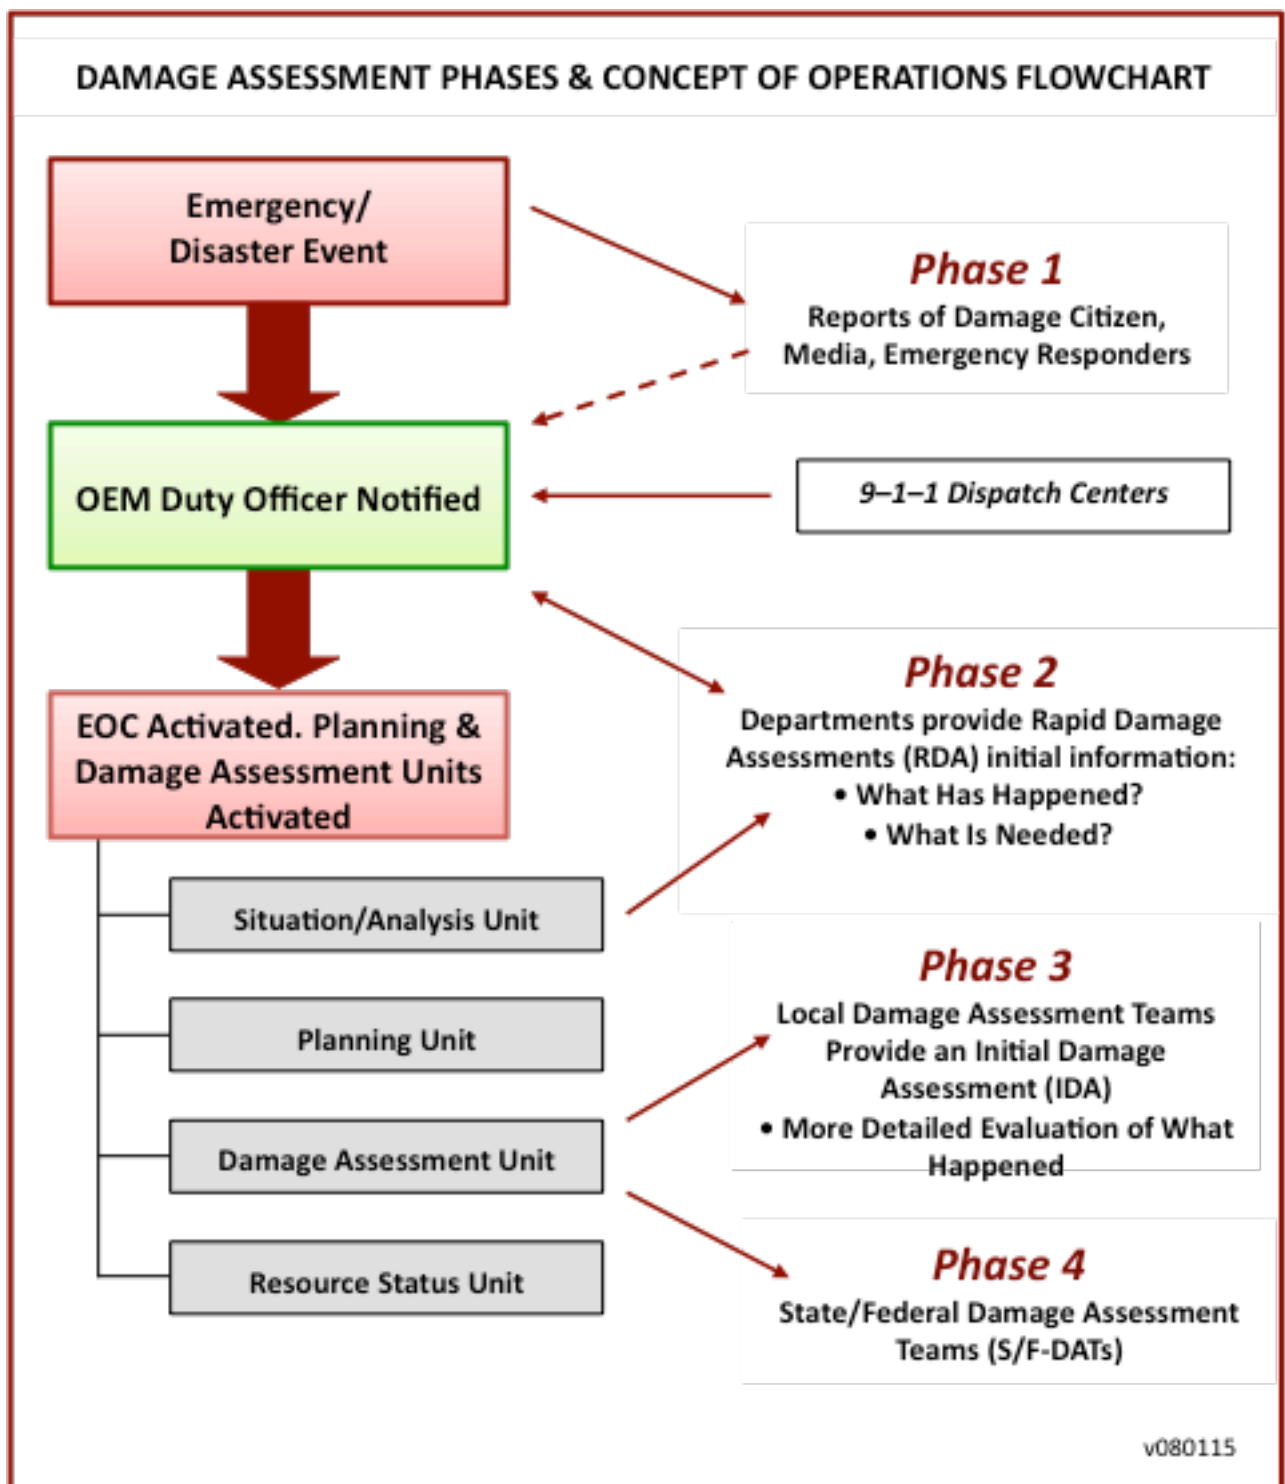 DAMAGE ASSESSMENT PHASES & CONCEPT OF OPERATIONS FLOWCHART
Emergency/
Disaster Event
Phase 1
Reports of Damage Citizen,
Media, Emergency Responders
OEM Duty Officer Notified
9–1–1 Dispatch Centers
Phase 2
Departments provide Rapid Damage
Assessments (RDA) initial information:
• What Has Happened?
• What Is Needed?
EOC Activated. Planning &
Damage Assessment Units
Activated
Situation/Analysis Unit
Planning Unit
Damage Assessment Unit
Resource Status Unit
Phase 3
Local Damage Assessment Teams
Provide an Initial Damage
Assessment (IDA)
• More Detailed Evaluation of What
Happened
Phase 4
State/Federal Damage Assessment
Teams (S/F-DATs)
v080115